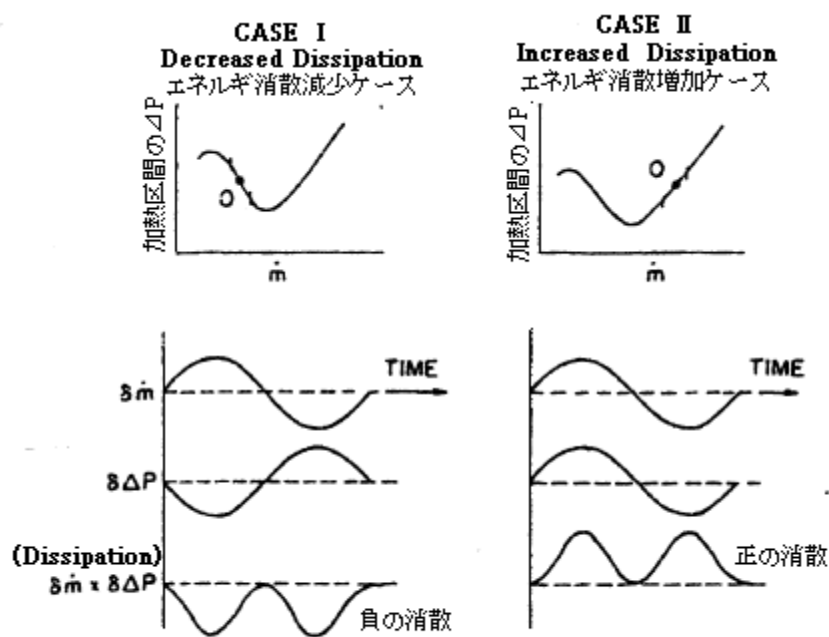 CASE I
Decreased Dissipation
エネルギ消散減少ケース
加熱区間のΔP
O
ṁ
CASE II
Increased Dissipation
エネルギ消散増加ケース
加熱区間のΔP
O
ṁ
TIME
δṁ
δΔP
(Dissipation)
δṁ x δΔP
負の消散
TIME
正の消散